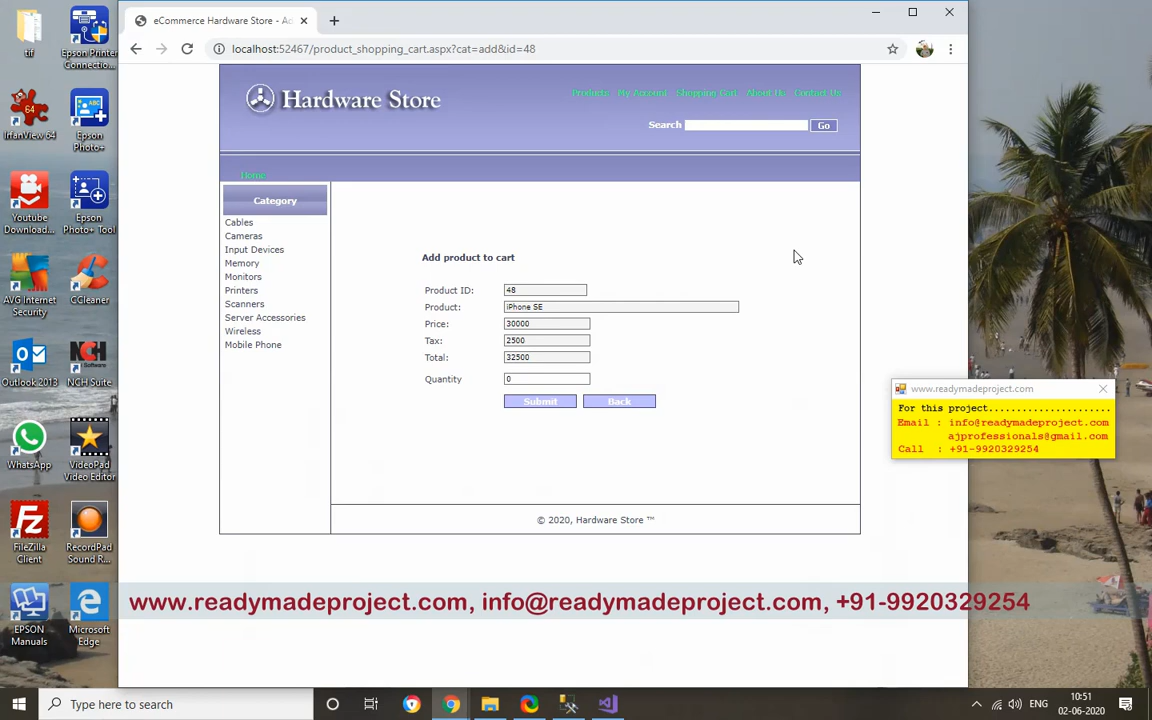 tif
Epson Printer Connectio...
IrfanView 64
Epson Photo+
Youtube Download...
Epson Photo+ Tool
AVG Internet Security
CCleaner
Outlook 2013
NCH Suite
WhatsApp
VideoPad Video Editor
FileZilla Client
RecordPad Sound R...
EPSON Manuals
Microsoft Edge
eCommerce Hardware Store - Ad
localhost:52467/product_shopping_cart.aspx?cat=add&id=48
Hardware Store
Products My Account Shopping Cart About Us Contact Us
Search Go
Home
Category
Cables
Cameras
Input Devices
Memory
Monitors
Printers
Scanners
Server Accessories
Wireless
Mobile Phone
Add product to cart
Product ID: 48
Product: iPhone SE
Price: 30000
Tax: 2500
Total: 32500
Quantity 0
Submit Back
© 2020, Hardware Store ™
www.readymadeproject.com
For this project......................
Email : info@readymadeproject.com
ajprofessionals@gmail.com
Call : +91-9920329254
www.readymadeproject.com, info@readymadeproject.com, +91-9920329254
Type here to search
ENG
10:51
02-06-2020